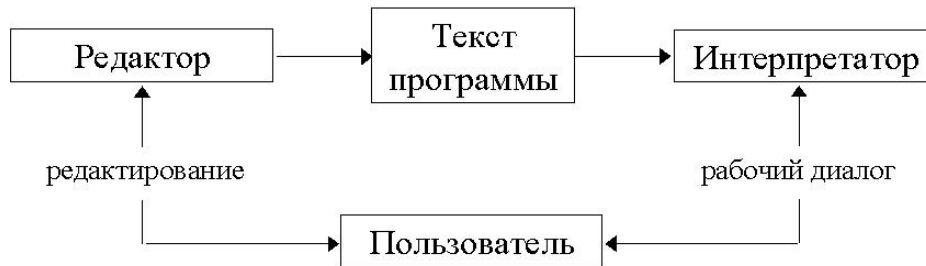 Редактор
Текст
программы
Интерпретатор
редактирование
рабочий диалог
Пользователь